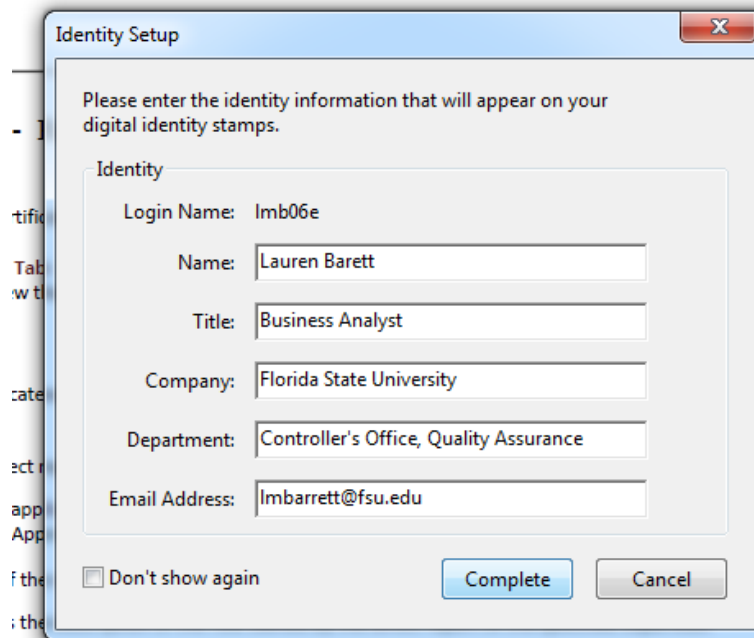 Identity Setup
Please enter the identity information that will appear on your
digital identity stamps.
Identity
Login Name: lmb06e
Name: Lauren Barett
Title: Business Analyst
Company: Florida State University
Department: Controller's Office, Quality Assurance
Email Address: lmbarrett@fsu.edu
Don't show again
Complete
Cancel